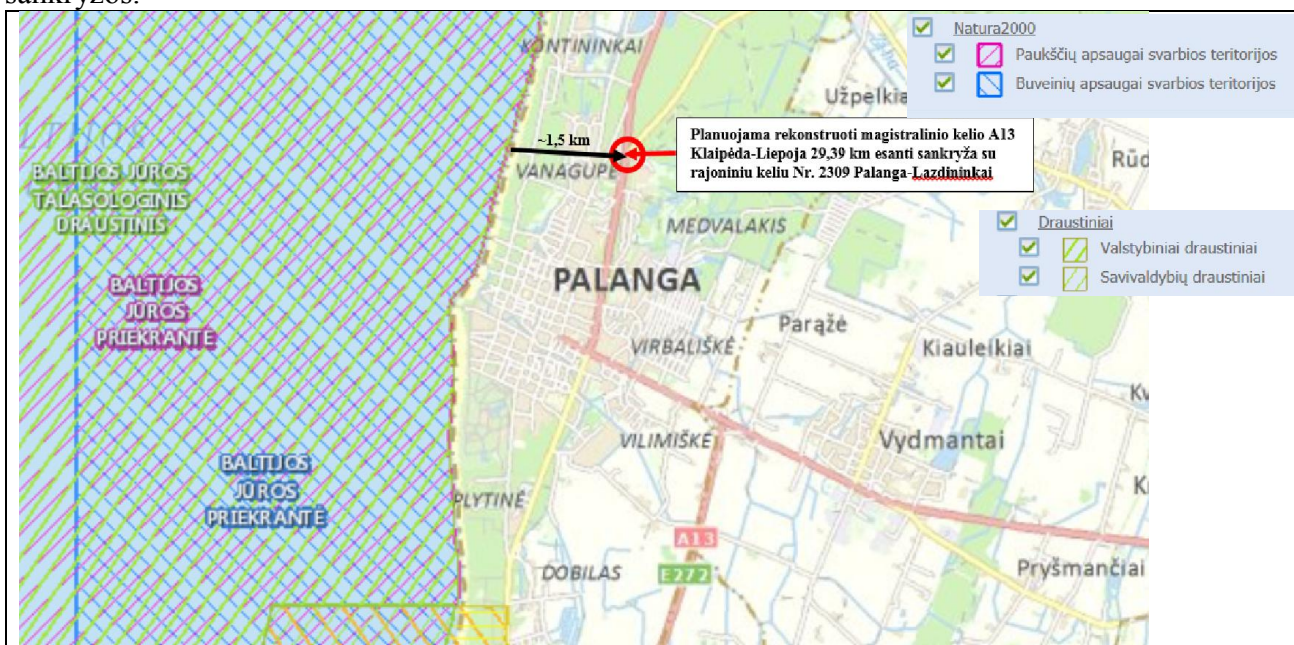 sankryžos.
KONTININKAI
Natura2000
Paukščių apsaugai svarbios teritorijos
Buveinių apsaugai svarbios teritorijos
Užpelkia
~1,5 km
Planuojama rekonstruoti magistralinio kelio A13
Klaipėda-Liepoja 29,39 km esanti sankryža su
rajoniniu keliu Nr. 2309 Palanga-Lazdininkai
Rūd
VANAGUPĖ
BALTIJOS JŪROS
TALASOLOGINIS
DRAUSTINIS
MEDVALAKIS
Draustiniai
Valstybiniai draustiniai
Savivaldybių draustiniai
PALANGA
BALTIJOS
JŪROS
PRIEKRANTĖ
Paražė
VIRBALIŠKĖ
Kiauleikiai
VILIMIŠKĖ
Vydmantai
BALTIJOS
JŪROS
PRIEKRANTĖ
PLYTINĖ
A13
E272
DOBILAS
Pryšmančiai